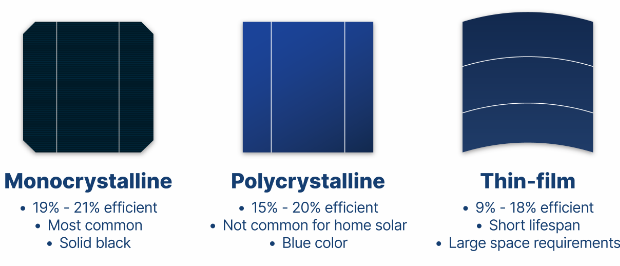 Monocrystalline
• 19% - 21% efficient
• Most common
• Solid black
Polycrystalline
• 15% - 20% efficient
• Not common for home solar
• Blue color
Thin-film
• 9% - 18% efficient
• Short lifespan
• Large space requirements